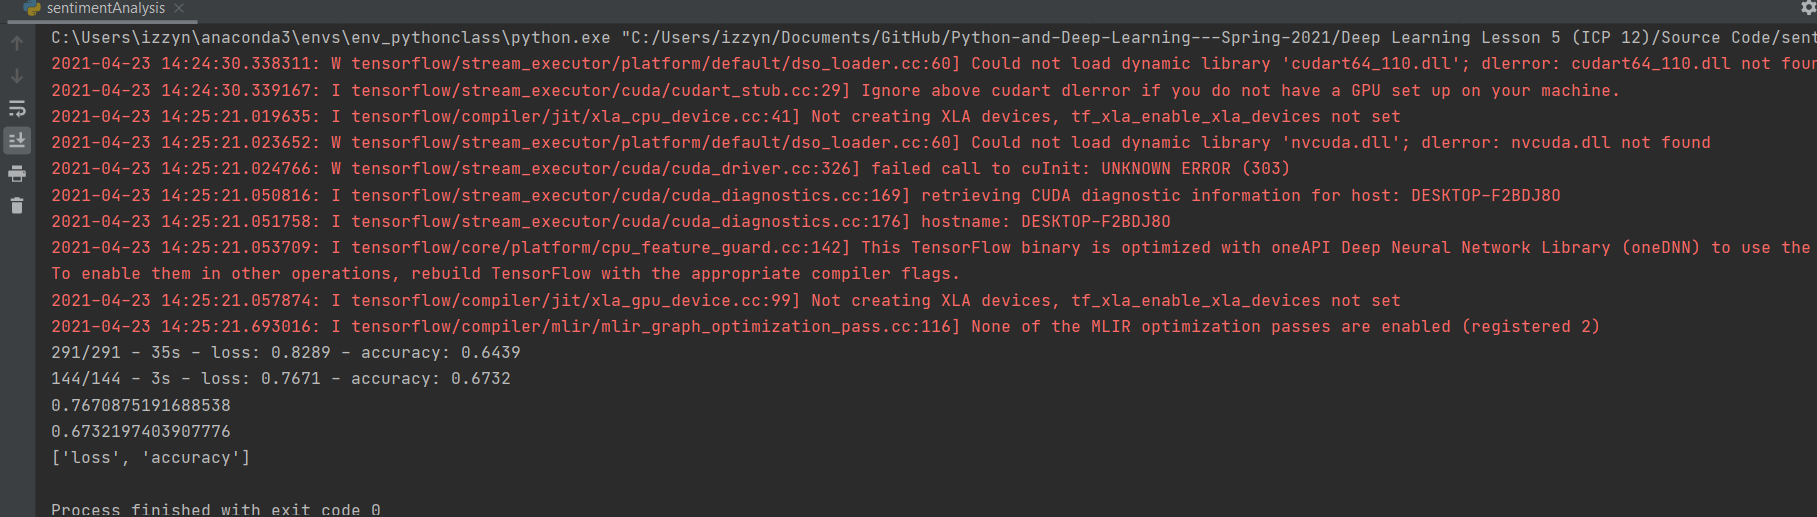 sentimentAnalysis
C:\Users\izzyn\anaconda3\envs\env_pythonclass\python.exe "C:/Users/izzyn/Documents/GitHub/Python-and-Deep-Learning---Spring-2021/Deep Learning Lesson 5 (ICP 12)/Source Code/sent
2021-04-23 14:24:30.338311: W tensorflow/stream_executor/platform/default/dso_loader.cc:60] Could not load dynamic library 'cudart64_110.dll'; dlerror: cudart64_110.dll not foun
2021-04-23 14:24:30.339167: I tensorflow/stream_executor/cuda/cudart_stub.cc:29] Ignore above cudart dlerror if you do not have a GPU set up on your machine.
2021-04-23 14:25:21.019635: I tensorflow/compiler/jit/xla_cpu_device.cc:41] Not creating XLA devices, tf_xla_enable_xla_devices not set
2021-04-23 14:25:21.023652: W tensorflow/stream_executor/platform/default/dso_loader.cc:60] Could not load dynamic library 'nvcuda.dll'; dlerror: nvcuda.dll not found
2021-04-23 14:25:21.024766: W tensorflow/stream_executor/cuda/cuda_driver.cc:326] failed call to cuInit: UNKNOWN ERROR (303)
2021-04-23 14:25:21.050816: I tensorflow/stream_executor/cuda/cuda_diagnostics.cc:169] retrieving CUDA diagnostic information for host: DESKTOP-F2BDJ8O
2021-04-23 14:25:21.051758: I tensorflow/stream_executor/cuda/cuda_diagnostics.cc:176] hostname: DESKTOP-F2BDJ8O
2021-04-23 14:25:21.053709: I tensorflow/core/platform/cpu_feature_guard.cc:142] This TensorFlow binary is optimized with oneAPI Deep Neural Network Library (oneDNN) to use the
To enable them in other operations, rebuild TensorFlow with the appropriate compiler flags.
2021-04-23 14:25:21.057874: I tensorflow/compiler/jit/xla_gpu_device.cc:99] Not creating XLA devices, tf_xla_enable_xla_devices not set
2021-04-23 14:25:21.693016: I tensorflow/compiler/mlir/mlir_graph_optimization_pass.cc:116] None of the MLIR optimization passes are enabled (registered 2)
291/291 - 35s - loss: 0.8289 - accuracy: 0.6439
144/144 - 3s - loss: 0.7671 - accuracy: 0.6732
0.7670875191688538
0.6732197403907776
['loss', 'accuracy']
Process finished with exit code 0